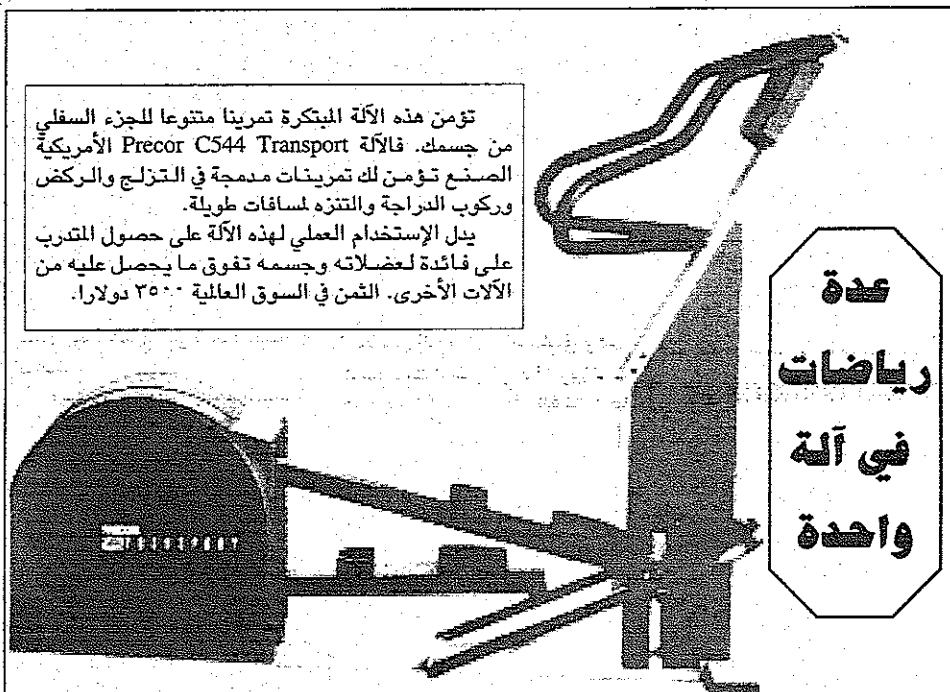 عدة
رياضات
في آلة
واحدة
تؤمن هذه الآلة المبتكرة تمرينا متنوعا للجزء السفلي
من جسمك. فالآلة Precor C544 Transport الأمريكية
الصنع تؤمن لك تمرينات مدمجة في التزلج والركض
وركوب الدراجة والتنزه لمسافات طويلة.
يدل الإستخدام العملي لهذه الآلة على حصول المتدرب
على فائدة لعضلاته وجسمه تفوق ما يحصل عليه من
الآلات الأخرى. الثمن في السوق العالمية ٣٥٠٠ دولارا.